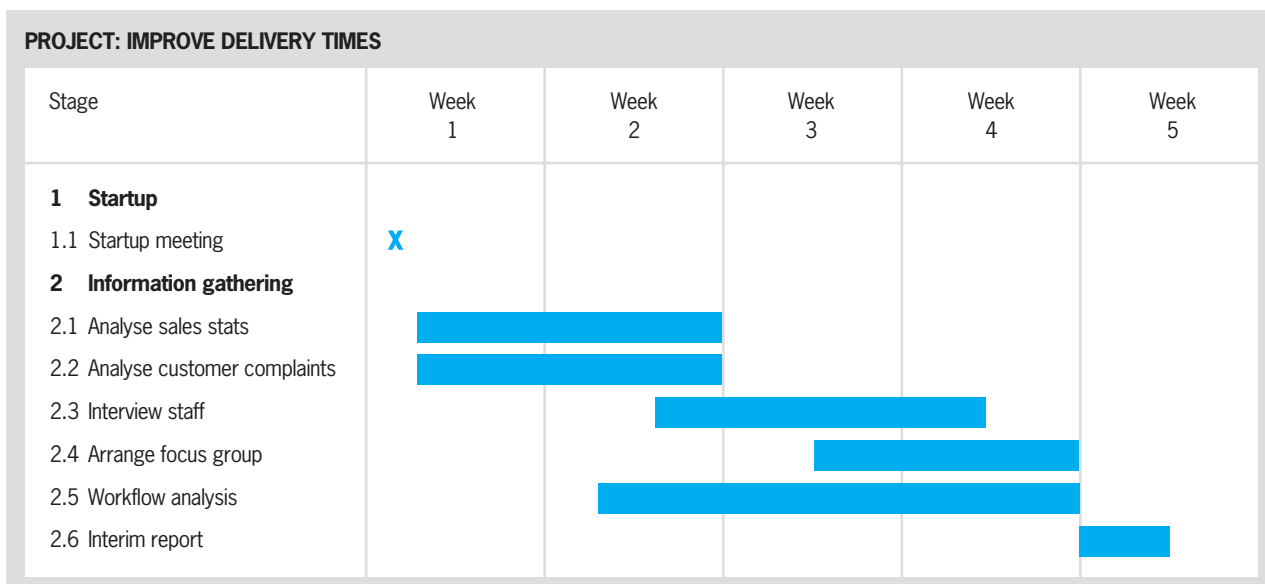 PROJECT: IMPROVE DELIVERY TIMES
Stage
Week
1
Week
2
Week
3
Week
4
Week
5
1 Startup
1.1 Startup meeting
X
2 Information gathering
2.1 Analyse sales stats
2.2 Analyse customer complaints
2.3 Interview staff
2.4 Arrange focus group
2.5 Workflow analysis
2.6 Interim report